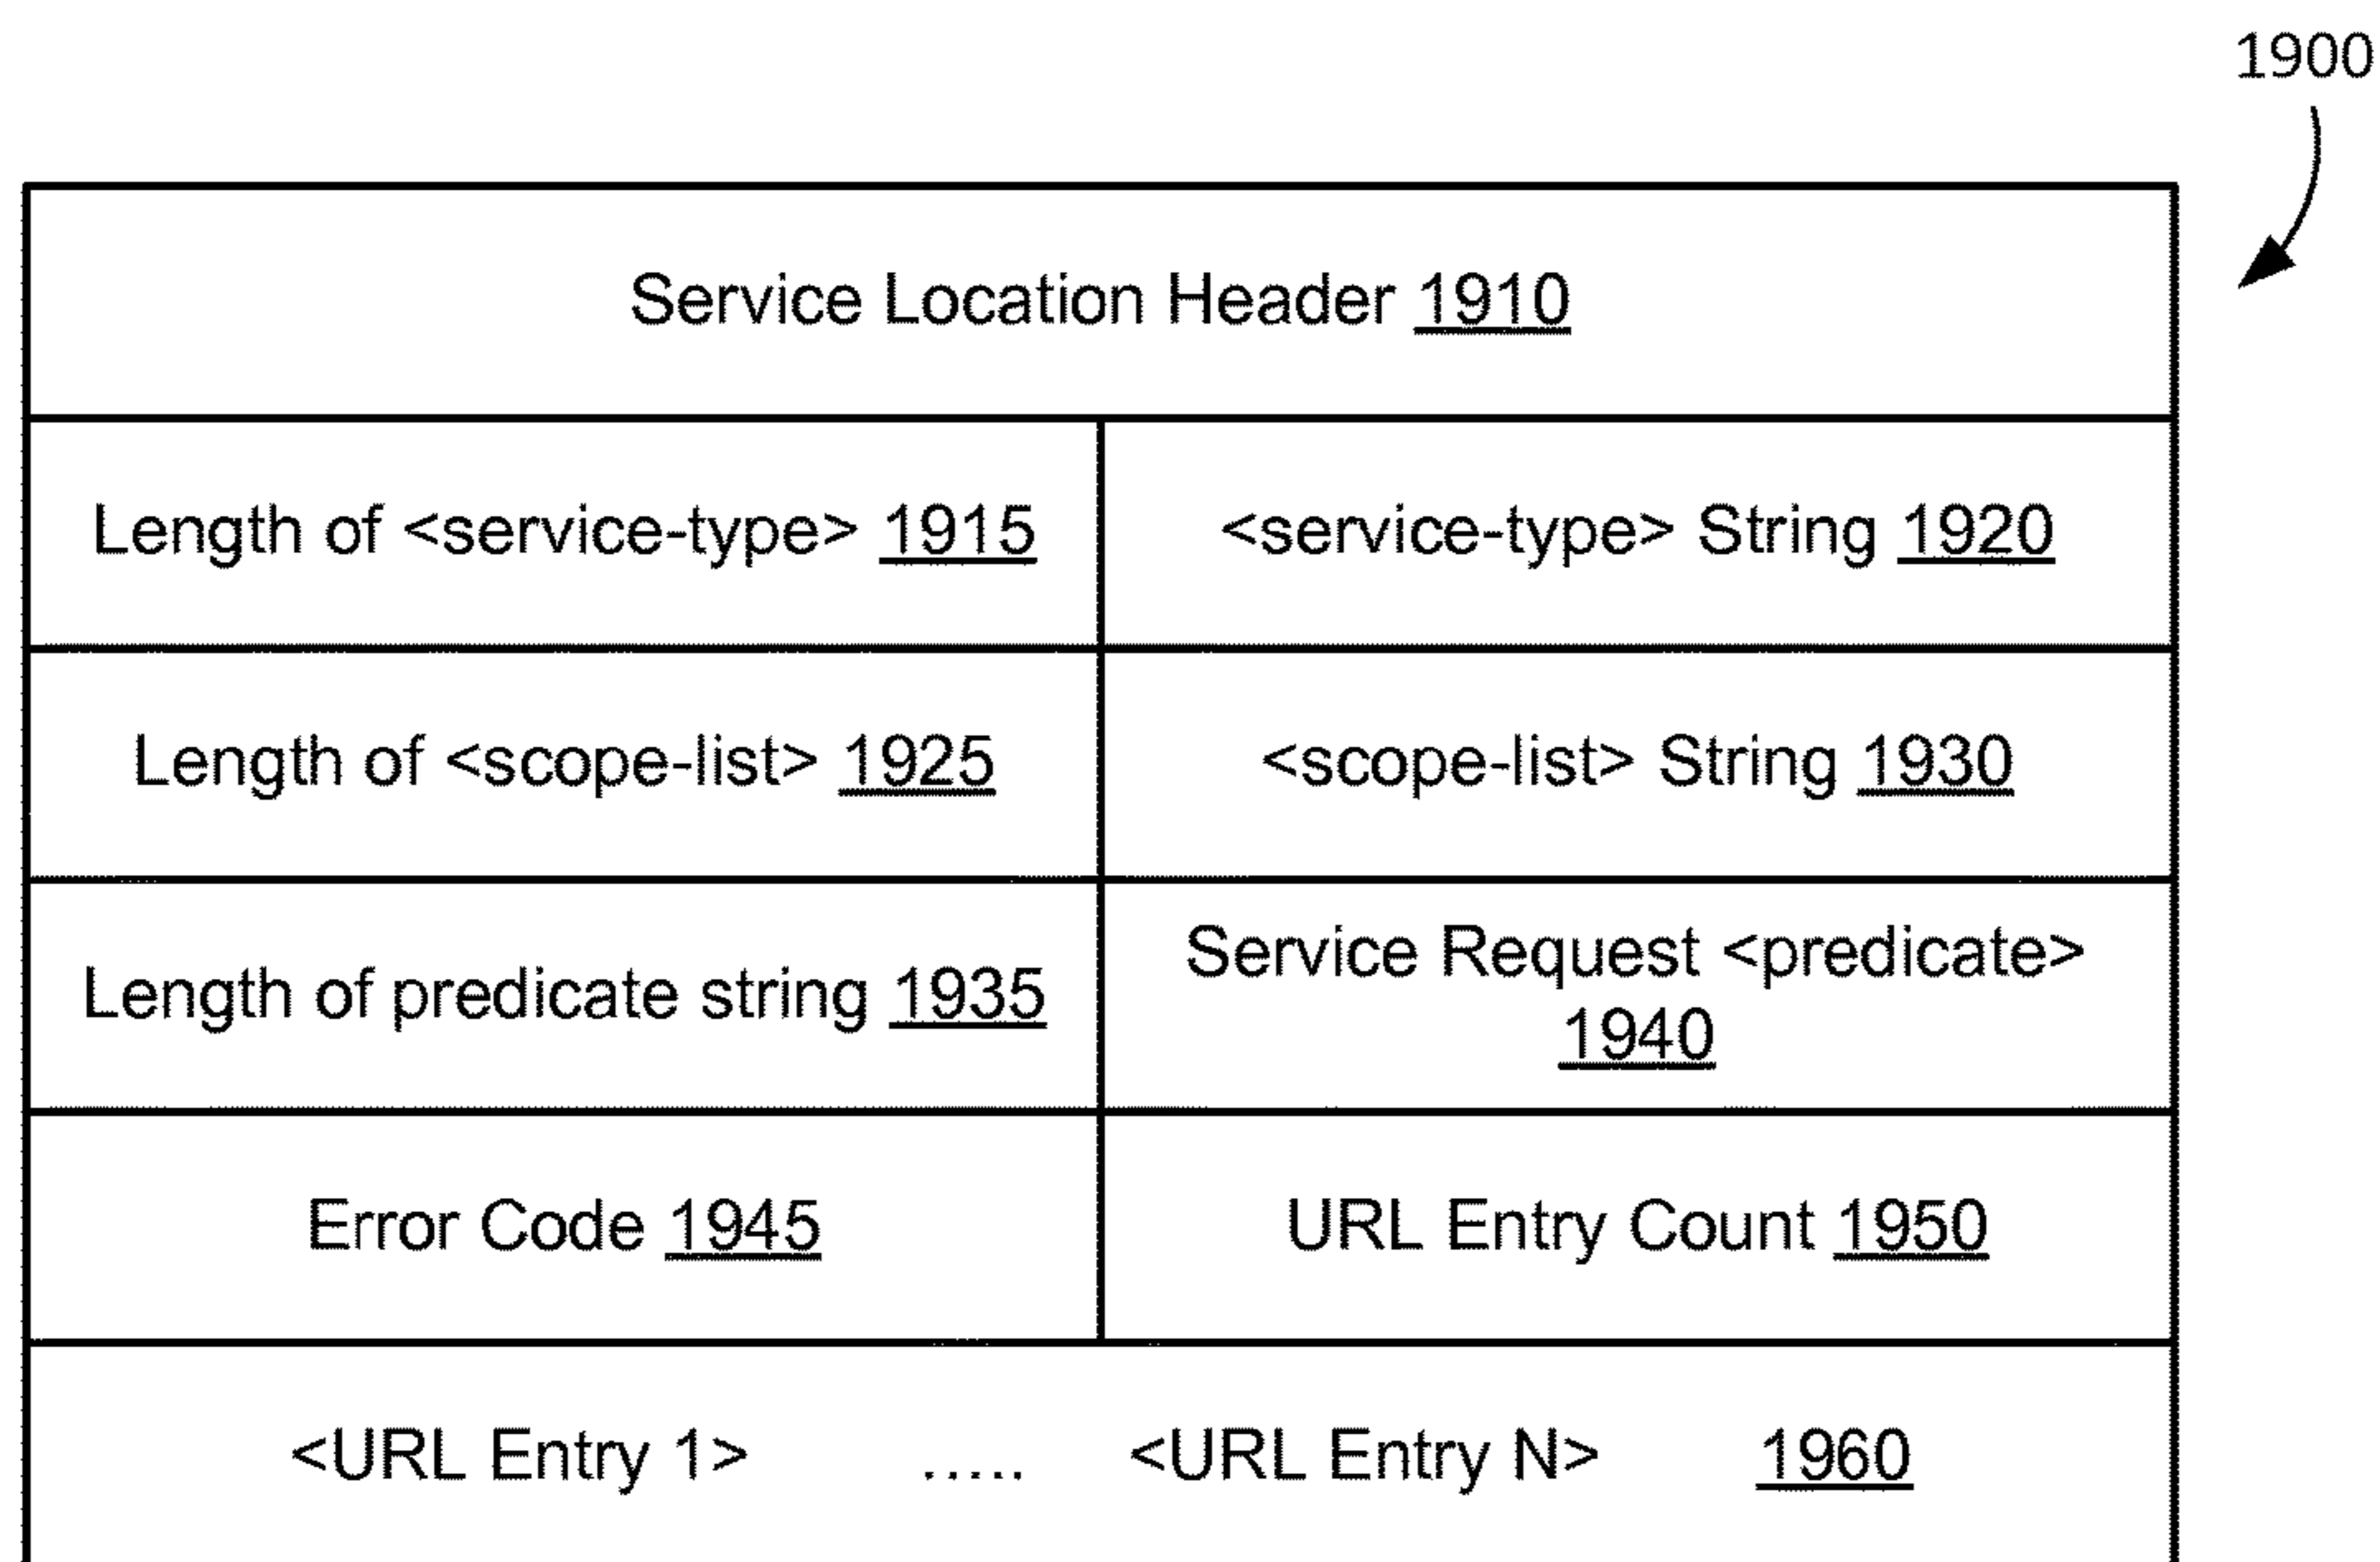 1900
Service Location Header 1910
Length of <service-type> 1915
<service-type> String 1920
Length of <scope-list> 1925
<scope-list> String 1930
Length of predicate string 1935
Service Request <predicate>
1940
Error Code 1945
URL Entry Count 1950
<URL Entry 1> ..... <URL Entry N> 1960